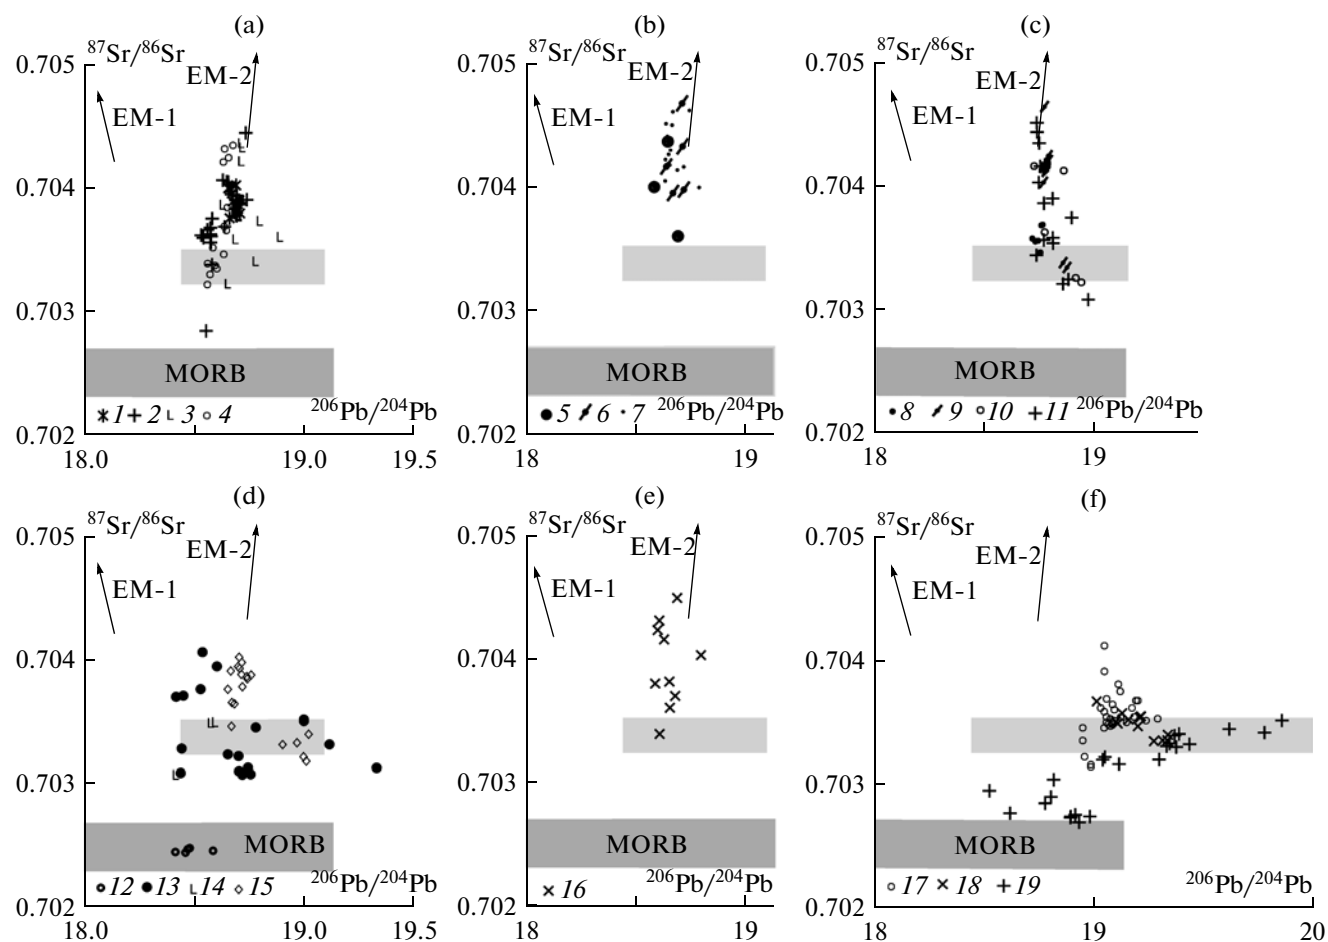 (a)
⁸⁷Sr/⁸⁶Sr
0.705
EM-2
EM-1
0.704
0.703
MORB
1 2 3 4 ²⁰⁶Pb/²⁰⁴Pb
0.702
18.0 19.0 19.5
(b)
⁸⁷Sr/⁸⁶Sr
0.705
EM-2
EM-1
0.704
0.703
MORB
5 6 7 ²⁰⁶Pb/²⁰⁴Pb
0.702
18 19
(c)
⁸⁷Sr/⁸⁶Sr
0.705
EM-2
EM-1
0.704
0.703
MORB
8 9 10 11 ²⁰⁶Pb/²⁰⁴Pb
0.702
18 19
(d)
⁸⁷Sr/⁸⁶Sr
0.705
EM-2
EM-1
0.704
0.703
MORB
12 13 14 15 ²⁰⁶Pb/²⁰⁴Pb
0.702
18.0 19.0 19.5
(e)
⁸⁷Sr/⁸⁶Sr
0.705
EM-2
EM-1
0.704
0.703
MORB
16 ²⁰⁶Pb/²⁰⁴Pb
0.702
18 19
(f)
⁸⁷Sr/⁸⁶Sr
0.705
EM-2
EM-1
0.704
0.703
MORB
17 18 19 ²⁰⁶Pb/²⁰⁴Pb
0.702
18 19 20